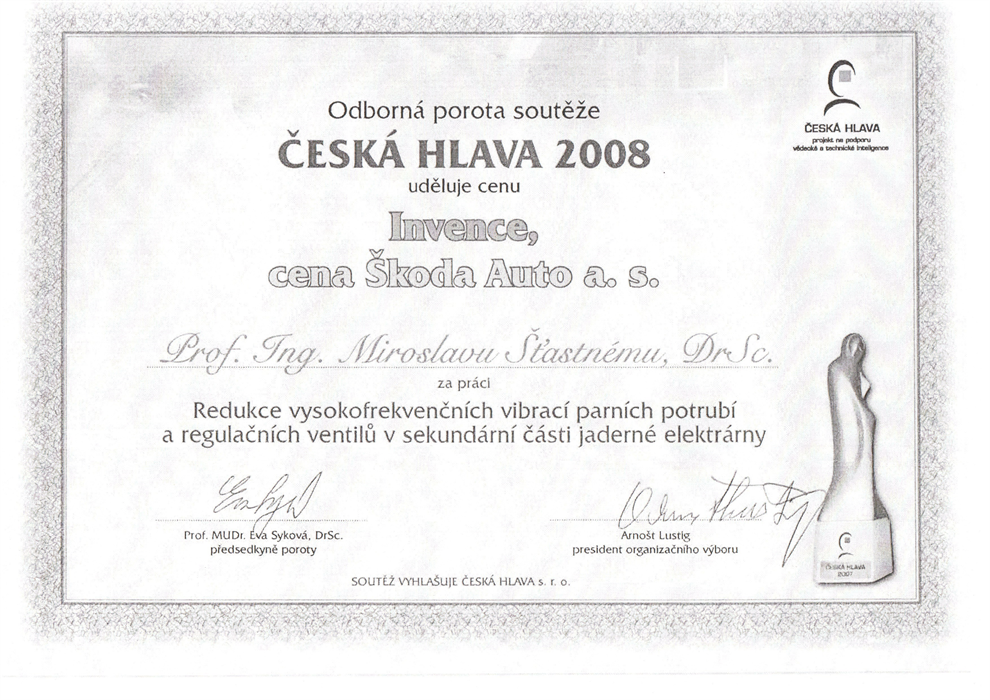 Odborná porota soutěže
ČESKÁ HLAVA 2008
uděluje cenu
Invence,
cena Škoda Auto a. s.
ČESKÁ HLAVA
projekt na podporu
vědecké a technické inteligence
Prof. Ing. Miroslavu Šťastnému, DrSc.
za práci
Redukce vysokofrekvenčních vibrací parních potrubí
a regulačních ventilů v sekundární části jaderné elektrárny
Prof. MUDr. Eva Syková, DrSc.
předsedkyně poroty
Arnošt Lustig
president organizačního výboru
ČESKÁ HLAVA
2007
SOUTĚŽ VYHLAŠUJE ČESKÁ HLAVA s. r. o.